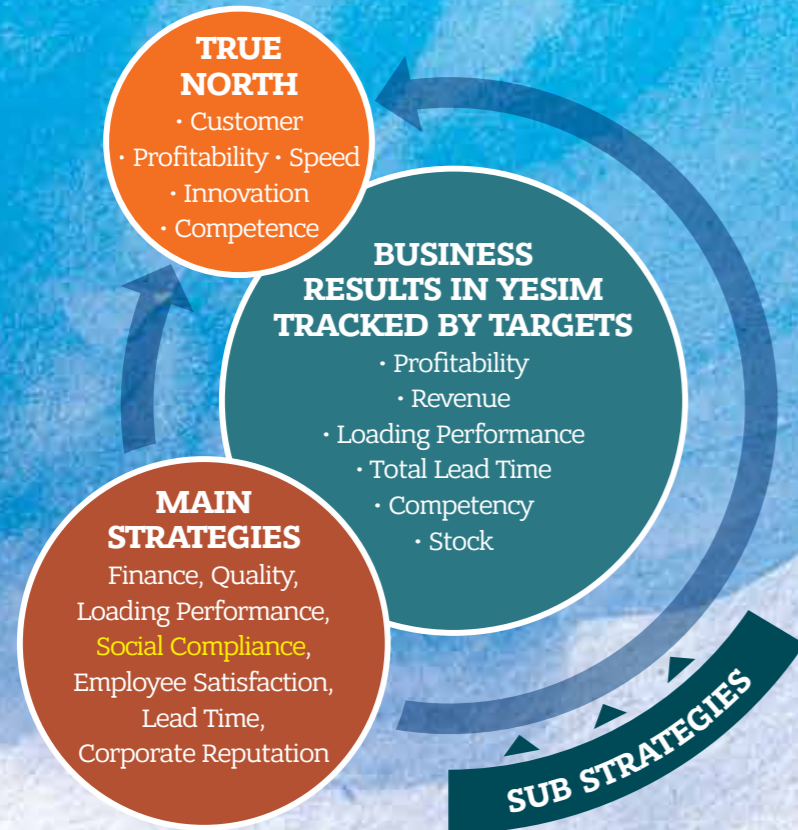 TRUE
NORTH
· Customer
· Profitability · Speed
· Innovation
· Competence
BUSINESS
RESULTS IN YESIM
TRACKED BY TARGETS
· Profitability
· Revenue
· Loading Performance
· Total Lead Time
· Competency
· Stock
MAIN
STRATEGIES
Finance, Quality,
Loading Performance,
Social Compliance,
Employee Satisfaction,
Lead Time,
Corporate Reputation
SUB STRATEGIES